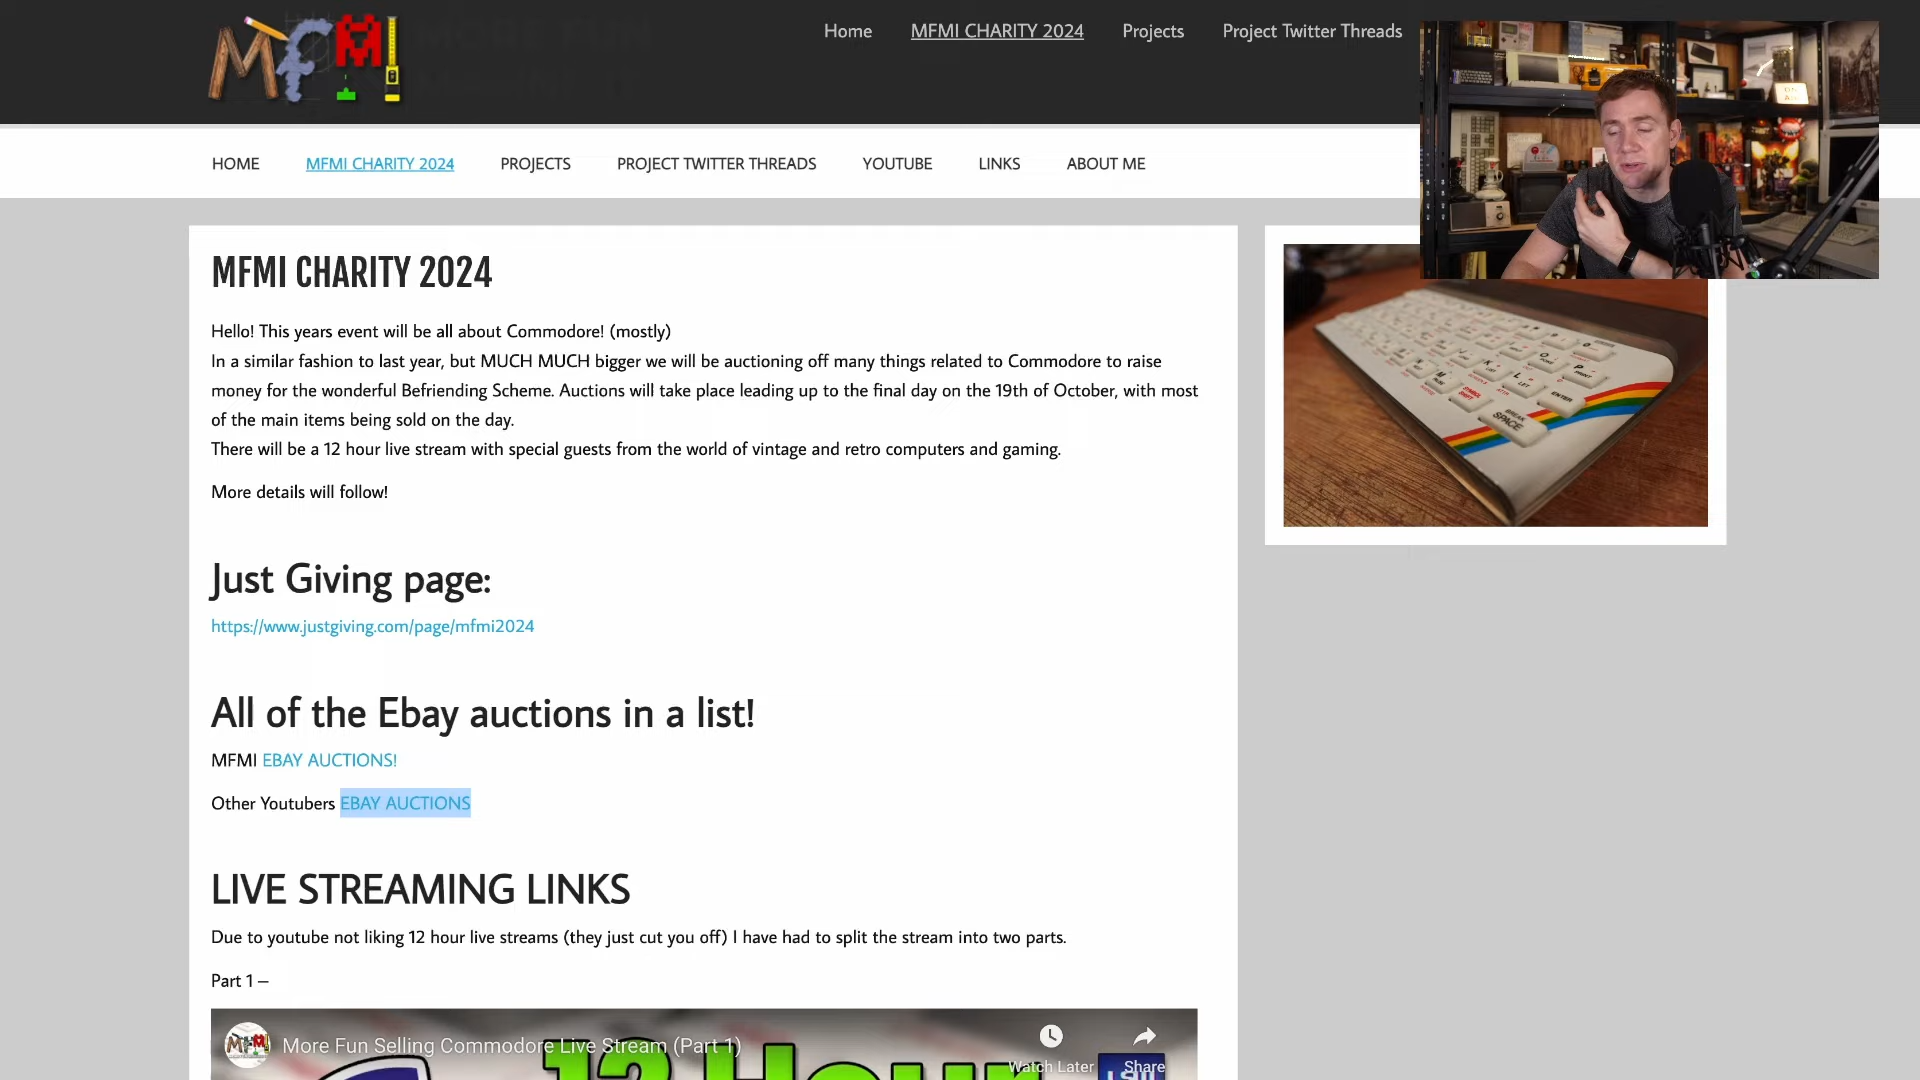 MFMI
Home MFMI CHARITY 2024 Projects Project Twitter Threads
HOME MFMI CHARITY 2024 PROJECTS PROJECT TWITTER THREADS YOUTUBE LINKS ABOUT ME
MFMI CHARITY 2024
Hello! This years event will be all about Commodore! (mostly)
In a similar fashion to last year, but MUCH MUCH bigger we will be auctioning off many things related to Commodore to raise
money for the wonderful Befriending Scheme. Auctions will take place leading up to the final day on the 19th of October, with most
of the main items being sold on the day.
There will be a 12 hour live stream with special guests from the world of vintage and retro computers and gaming.
More details will follow!
Just Giving page:
https://www.justgiving.com/page/mfmi2024
All of the Ebay auctions in a list!
MFMI EBAY AUCTIONS!
Other Youtubers EBAY AUCTIONS
LIVE STREAMING LINKS
Due to youtube not liking 12 hour live streams (they just cut you off) I have had to split the stream into two parts.
Part 1 –
More Fun Selling Commodore Live Stream (Part 1)
Watch Later Share
12 Hour
ENTER
BREAK
SPACE
SYMBOL
SHIFT